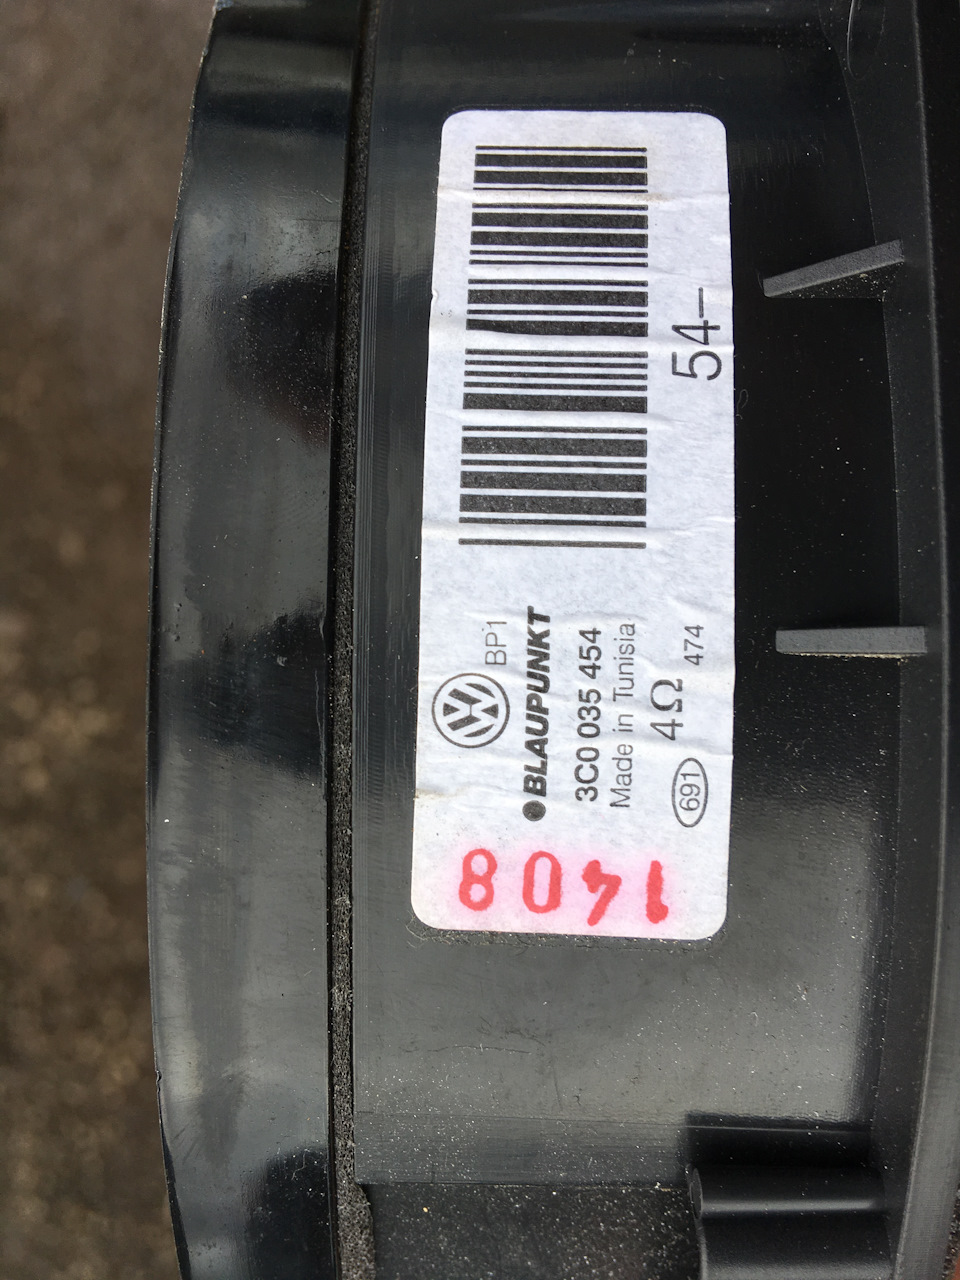 BP1
BLAUPUNKT
3C0 035 454
Made in Tunisia
4Ω 474
691
54–
1408